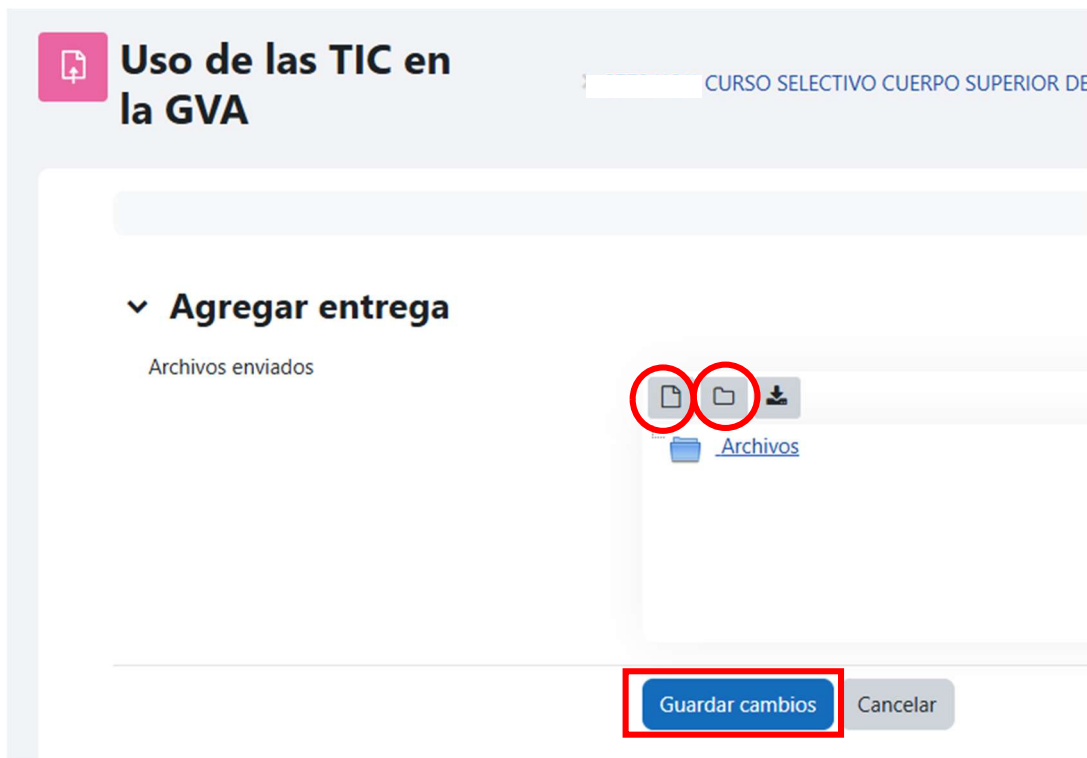 Uso de las TIC en
la GVA
CURSO SELECTIVO CUERPO SUPERIOR DE
Agregar entrega
Archivos enviados
Archivos
Guardar cambios
Cancelar